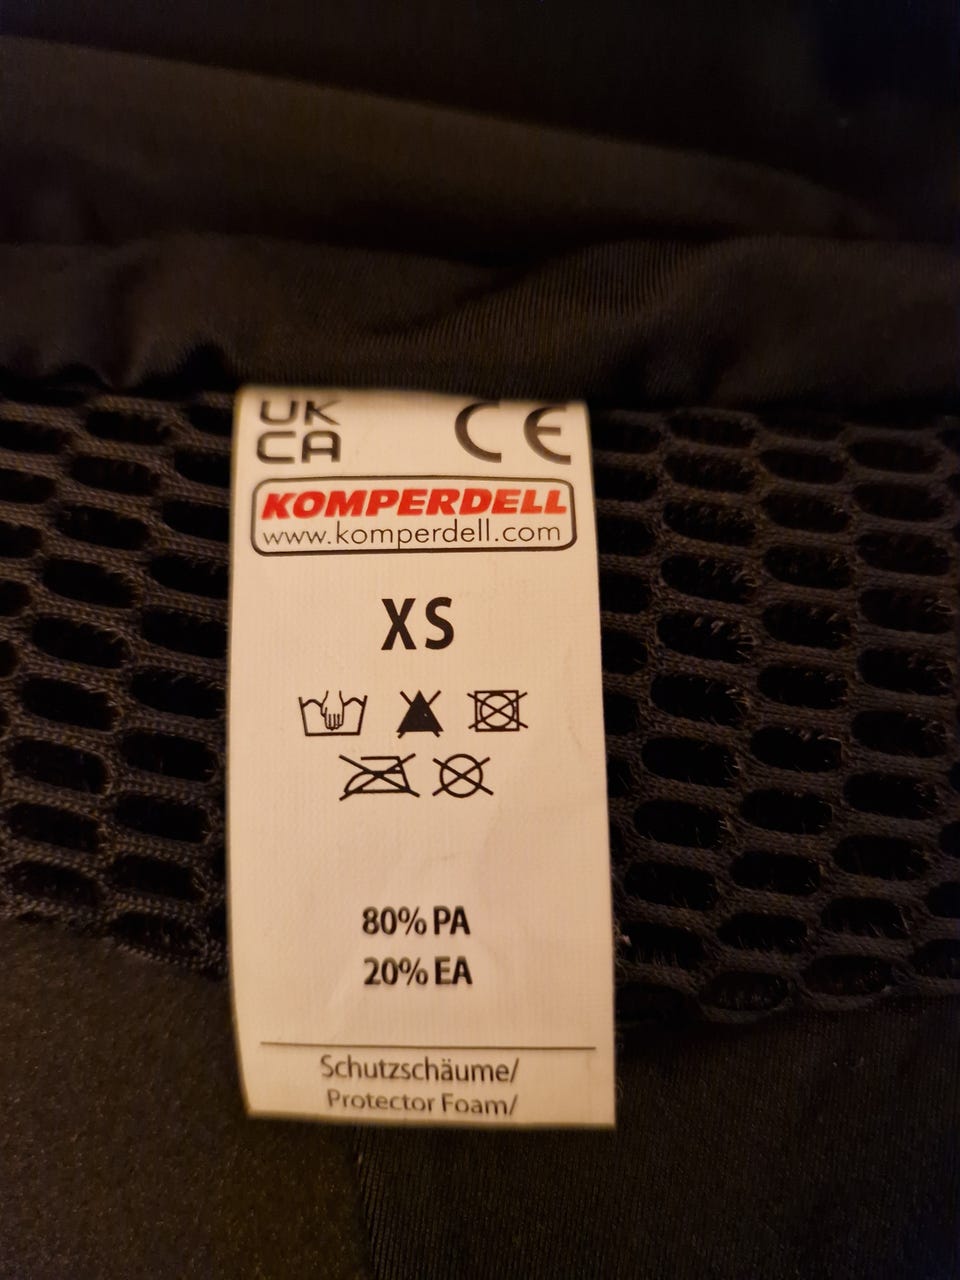 UK
CA
CE
KOMPERDELL
www.komperdell.com
XS
80% PA
20% EA
Schutzschäume/
Protector Foam/